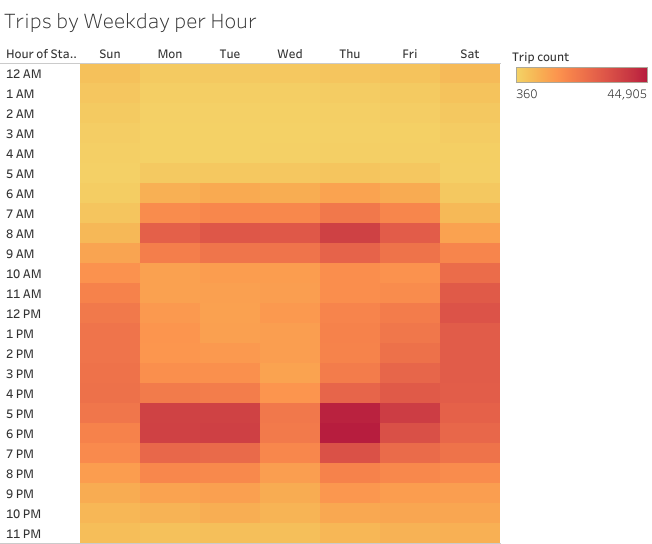 Trips by Weekday per Hour
Hour of Sta.. Sun Mon Tue Wed Thu Fri Sat
Trip count
360 44,905
12 AM
1 AM
2 AM
3 AM
4 AM
5 AM
6 AM
7 AM
8 AM
9 AM
10 AM
11 AM
12 PM
1 PM
2 PM
3 PM
4 PM
5 PM
6 PM
7 PM
8 PM
9 PM
10 PM
11 PM